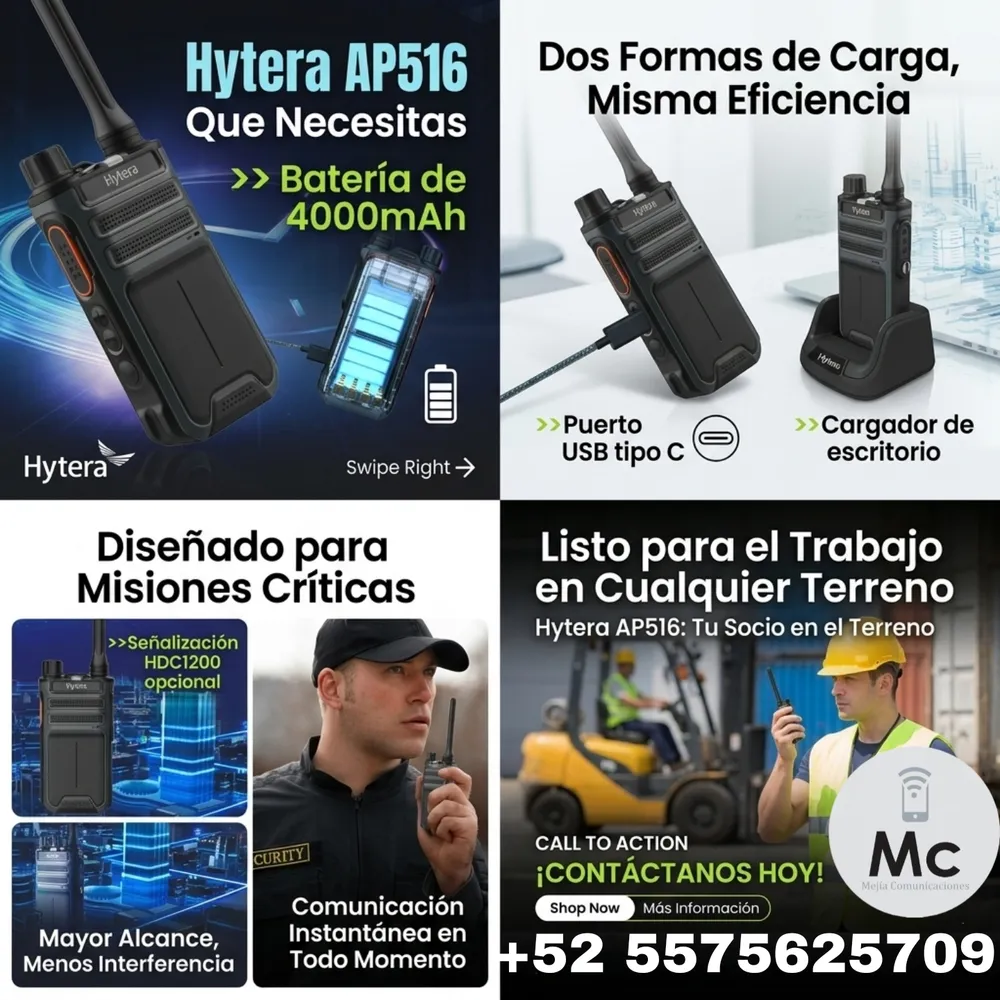 Hytera AP516
Que Necesitas
>> Batería de
4000mAh
Hytera
Hytera
Swipe Right →
Dos Formas de Carga,
Misma Eficiencia
>>Puerto
USB tipo C
>>Cargador de
escritorio
Diseñado para
Misiones Críticas
>>Señalización
HDC1200
opcional
CURITY
Mayor Alcance,
Menos Interferencia
Comunicación
Instantánea en
Todo Momento
Listo para el Trabajo
en Cualquier Terreno
Hytera AP516: Tu Socio en el Terreno
CALL TO ACTION
¡CONTÁCTANOS HOY!
Shop Now Más Información
Mc
Mejía Comunicaciones
+52 5575625709